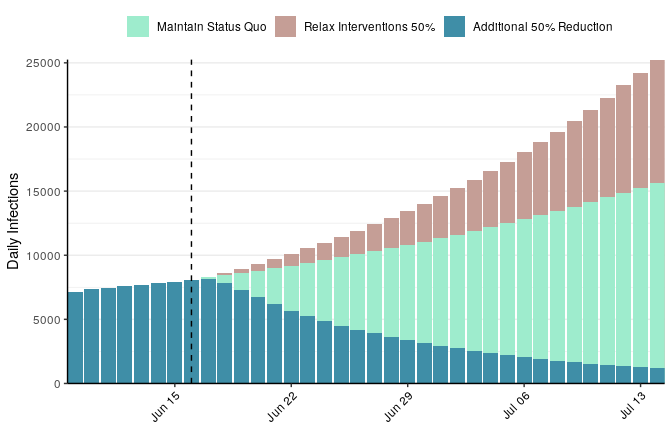 Maintain Status Quo Relax Interventions 50% Additional 50% Reduction
Daily Infections
25000
20000
15000
10000
5000
0
Jun 15 Jun 22 Jun 29 Jul 06 Jul 13